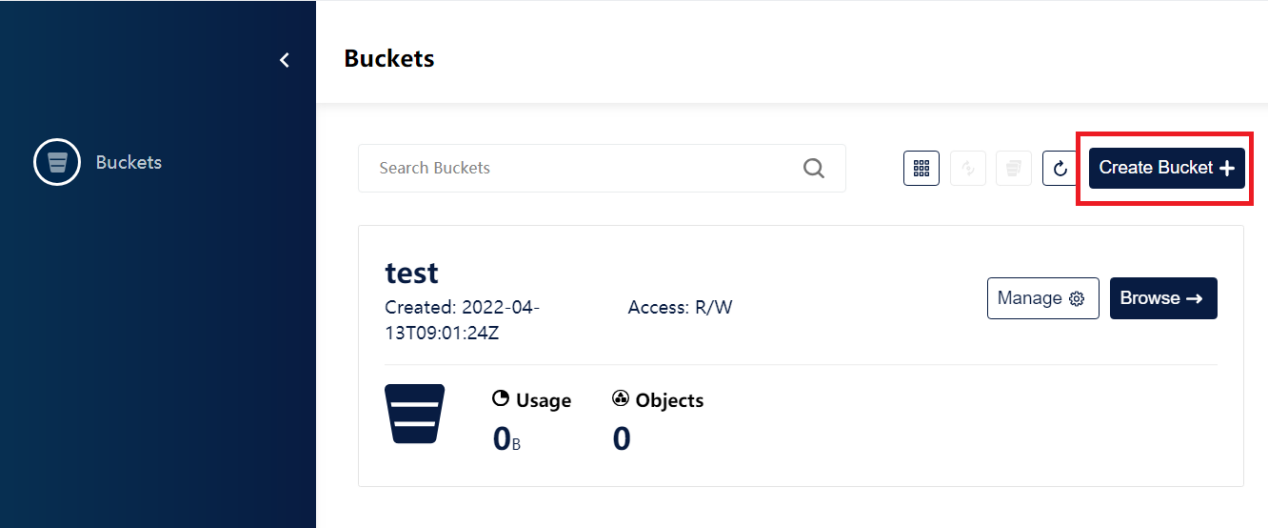 Buckets
Buckets
Search Buckets
Create Bucket
test
Created: 2022-04-
13T09:01:24Z
Access: R/W
Manage
Browse
Usage
Objects
0B
0